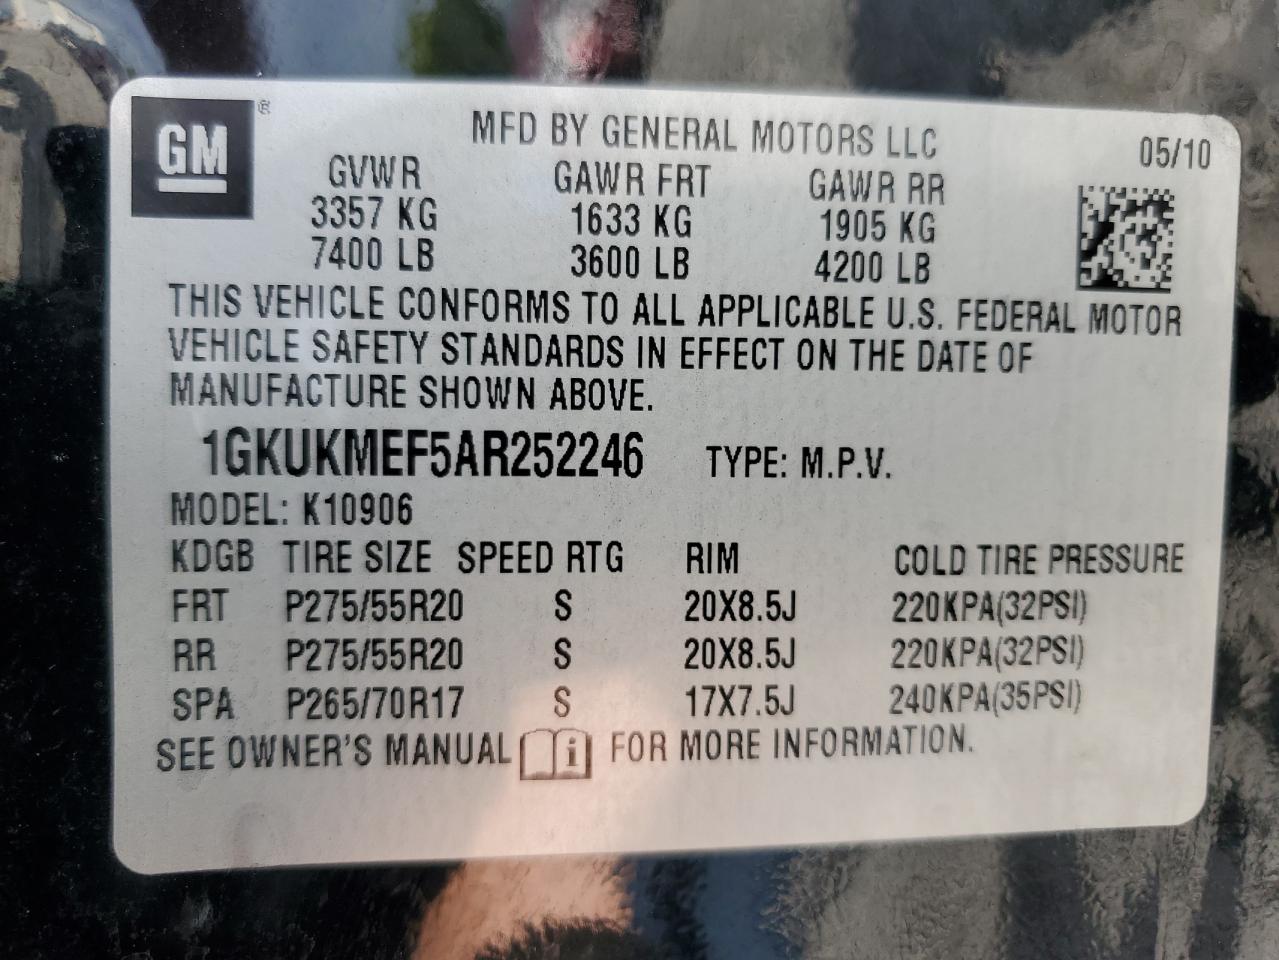 GM ®
MFD BY GENERAL MOTORS LLC 05/10
GVWR GAWR FRT GAWR RR
3357 KG 1633 KG 1905 KG
7400 LB 3600 LB 4200 LB
THIS VEHICLE CONFORMS TO ALL APPLICABLE U.S. FEDERAL MOTOR
VEHICLE SAFETY STANDARDS IN EFFECT ON THE DATE OF
MANUFACTURE SHOWN ABOVE.
1GKUKMEF5AR252246 TYPE: M.P.V.
MODEL: K10906
KDGB TIRE SIZE SPEED RTG RIM COLD TIRE PRESSURE
FRT P275/55R20 S 20X8.5J 220KPA(32PSI)
RR P275/55R20 S 20X8.5J 220KPA(32PSI)
SPA P265/70R17 S 17X7.5J 240KPA(35PSI)
SEE OWNER'S MANUAL i FOR MORE INFORMATION.